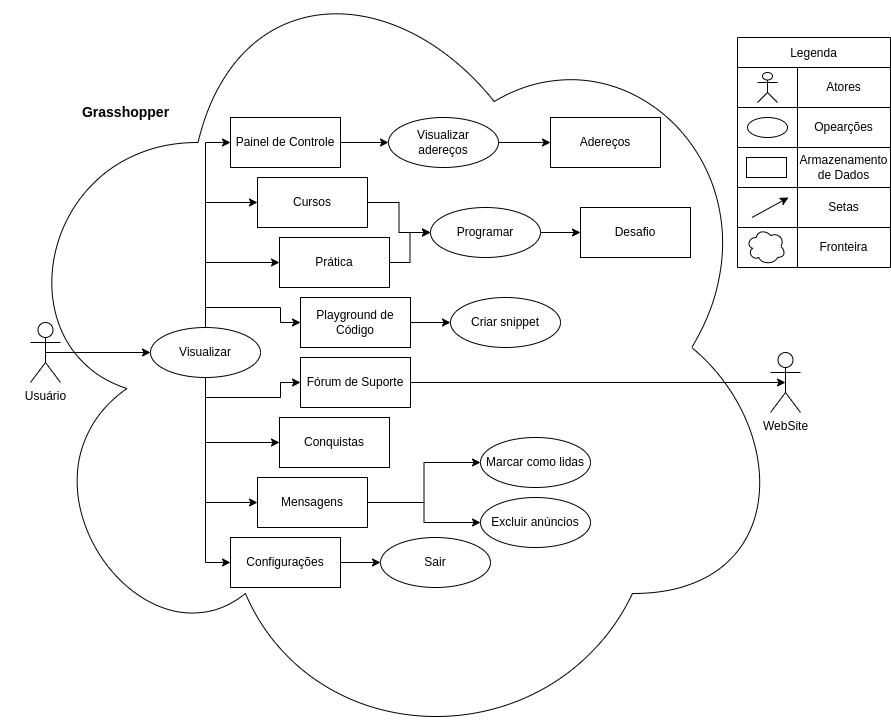 Grasshopper
Legenda
Atores
Opearções
Armazenamento
de Dados
Setas
Fronteira
Painel de Controle
Visualizar
adereços
Adereços
Cursos
Programar
Desafio
Prática
Playground de
Código
Criar snippet
Visualizar
Usuário
Fórum de Suporte
WebSite
Conquistas
Marcar como lidas
Mensagens
Excluir anúncios
Configurações
Sair